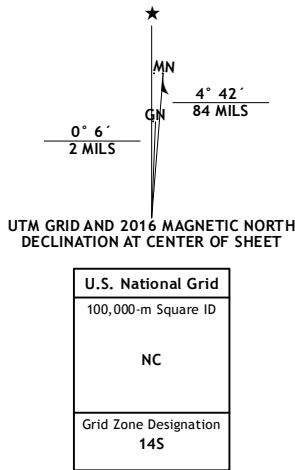 MN
4° 42´
84 MILS
GN
0° 6´
2 MILS
UTM GRID AND 2016 MAGNETIC NORTH
DECLINATION AT CENTER OF SHEET
U.S. National Grid
100,000-m Square ID
NC
Grid Zone Designation
14S